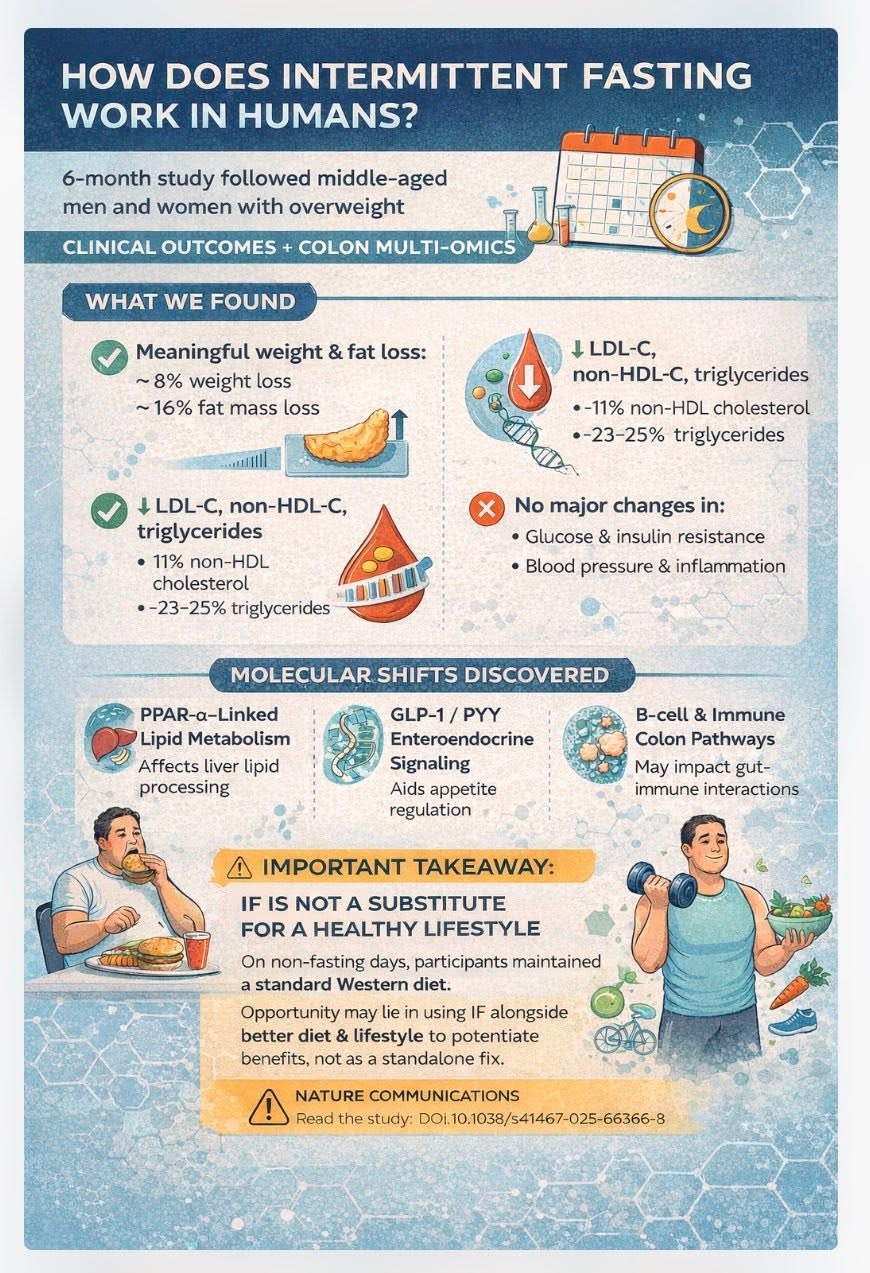 HOW DOES INTERMITTENT FASTING
WORK IN HUMANS?
6-month study followed middle-aged
men and women with overweight
CLINICAL OUTCOMES + COLON MULTI-OMICS
WHAT WE FOUND
Meaningful weight & fat loss:
~ 8% weight loss
~ 16% fat mass loss
↓ LDL-C, non-HDL-C,
triglycerides
• 11% non-HDL
cholesterol
• -23–25% triglycerides
↓ LDL-C,
non-HDL-C, triglycerides
• -11% non-HDL cholesterol
• -23–25% triglycerides
No major changes in:
• Glucose & insulin resistance
• Blood pressure & inflammation
MOLECULAR SHIFTS DISCOVERED
PPAR-α–Linked
Lipid Metabolism
Affects liver lipid
processing
GLP-1 / PYY
Enteroendocrine
Signaling
Aids appetite
regulation
B-cell & Immune
Colon Pathways
May impact gut-
immune interactions
IMPORTANT TAKEAWAY:
IF IS NOT A SUBSTITUTE
FOR A HEALTHY LIFESTYLE
On non-fasting days, participants maintained
a standard Western diet.
Opportunity may lie in using IF alongside
better diet & lifestyle to potentiate
benefits, not as a standalone fix.
NATURE COMMUNICATIONS
Read the study: DOi.10.1038/s41467-025-66366-8